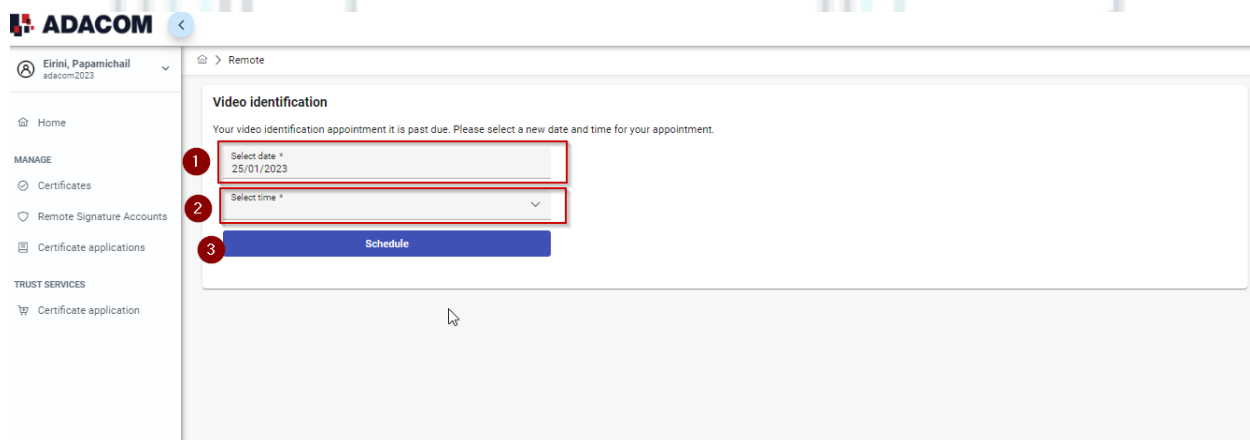 ADACOM
Eirini, Papamichail
adacom2023
Home
MANAGE
Certificates
Remote Signature Accounts
Certificate applications
TRUST SERVICES
Certificate application
> Remote
Video identification
Your video identification appointment it is past due. Please select a new date and time for your appointment.
1
Select date *
25/01/2023
2
Select time *
3
Schedule